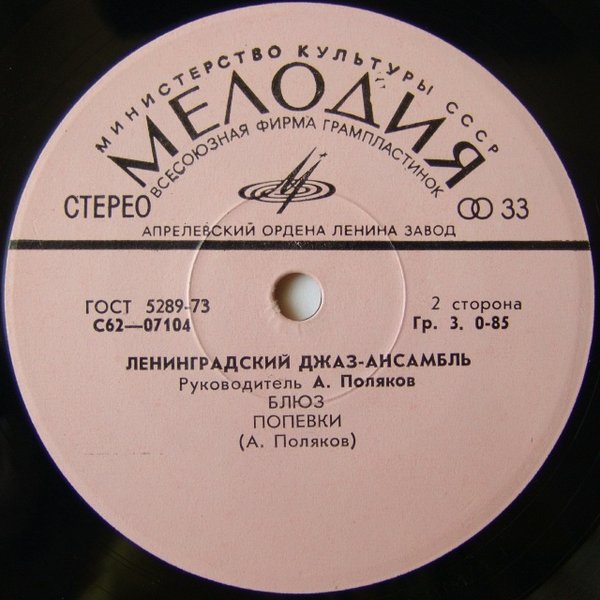 МИНИСТЕРСТВО КУЛЬТУРЫ СССР
МЕЛОДИЯ
ВСЕСОЮЗНАЯ ФИРМА ГРАМПЛАСТИНОК
СТЕРЕО
33
АПРЕЛЕВСКИЙ ОРДЕНА ЛЕНИНА ЗАВОД
ГОСТ 5289-73
2 сторона
С62—07104
Гр. 3. 0-85
ЛЕНИНГРАДСКИЙ ДЖАЗ-АНСАМБЛЬ
Руководитель А. Поляков
БЛЮЗ
ПОПЕВКИ
(А. Поляков)